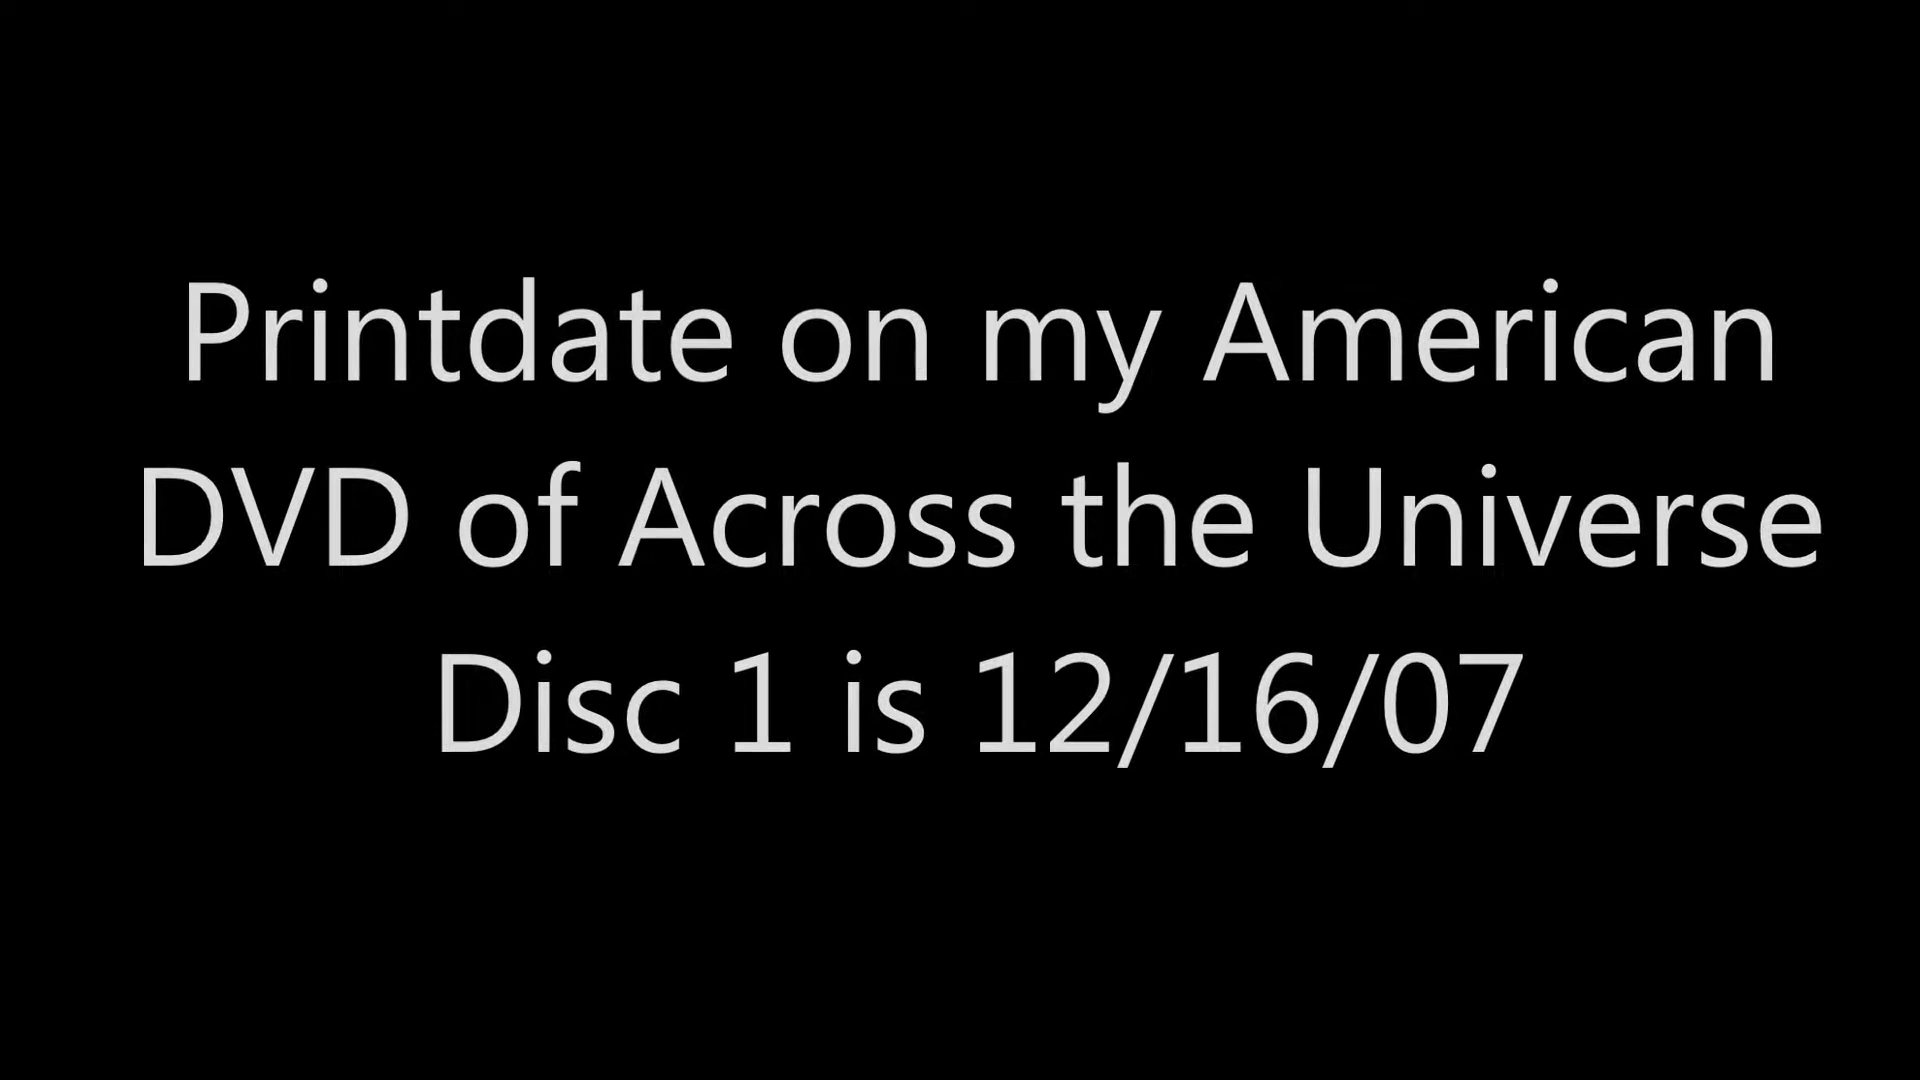 Printdate on my American
DVD of Across the Universe
Disc 1 is 12/16/07